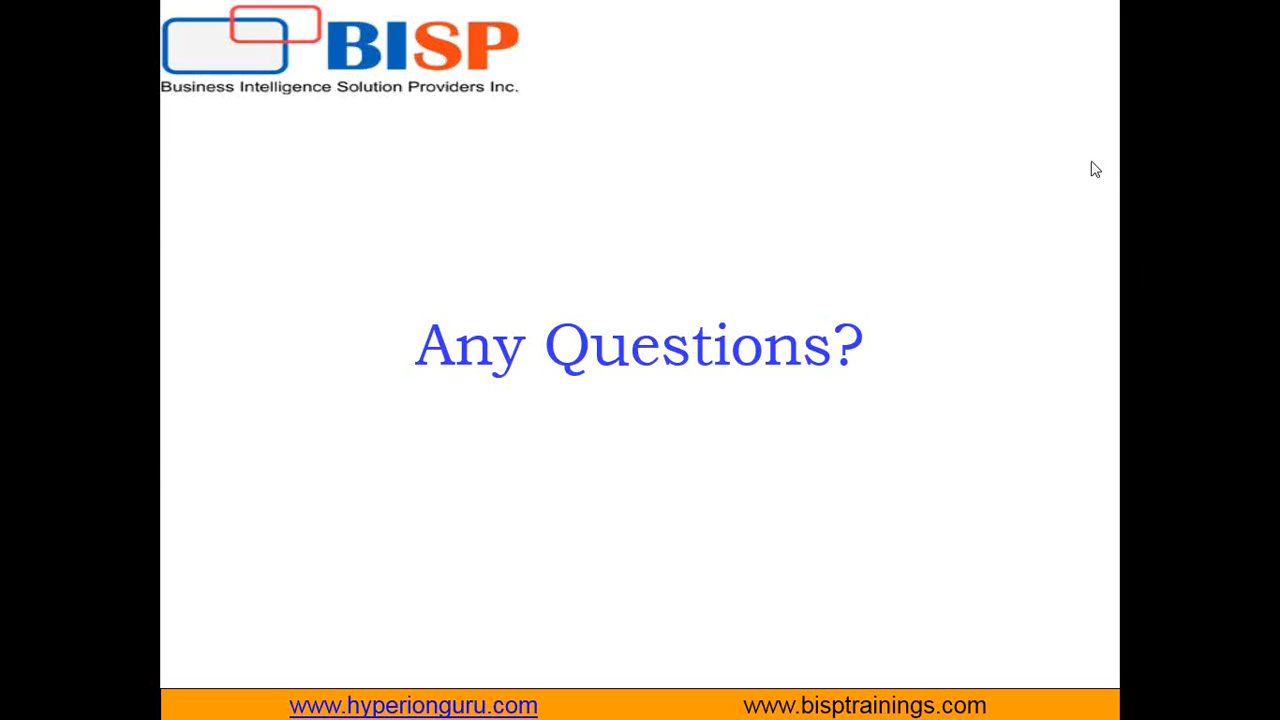 BISP
Business Intelligence Solution Providers Inc.
Any Questions?
www.hyperionguru.com www.bisptrainings.com